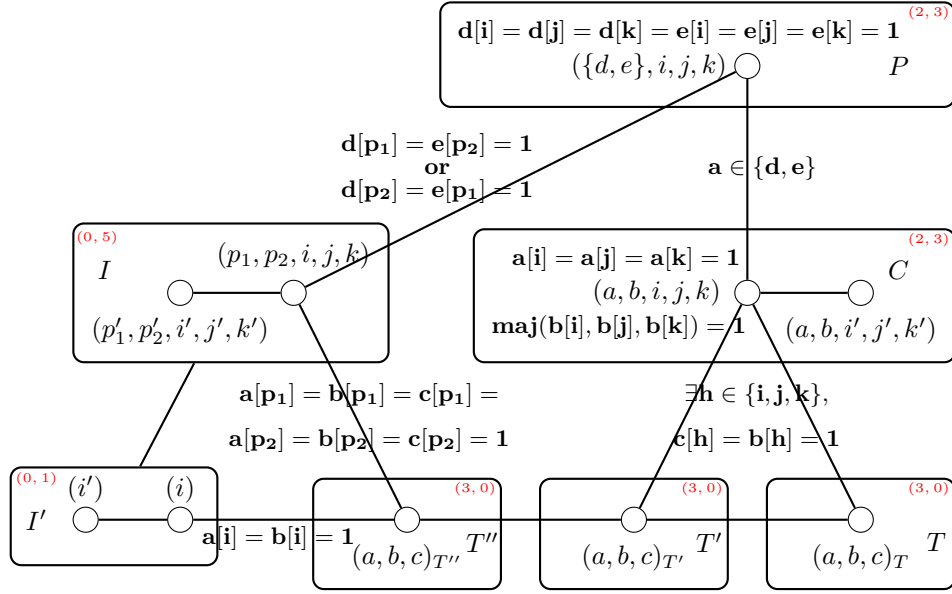 (2, 3)
d[i] = d[j] = d[k] = e[i] = e[j] = e[k] = 1
({d, e}, i, j, k)
P
d[p₁] = e[p₂] = 1
or
d[p₂] = e[p₁] = 1
a ∈ {d, e}
(0, 5)
I
(p₁, p₂, i, j, k)
(p′₁, p′₂, i′, j′, k′)
(2, 3)
a[i] = a[j] = a[k] = 1
C
(a, b, i, j, k)
maj(b[i], b[j], b[k]) = 1
(a, b, i′, j′, k′)
a[p₁] = b[p₁] = c[p₁] =
a[p₂] = b[p₂] = c[p₂] = 1
∃h ∈ {i, j, k},
c[h] = b[h] = 1
(0, 1)
(i′)
(i)
I′
a[i] = b[i] = 1
(3, 0)
(a, b, c)T′′
T′′
(3, 0)
(a, b, c)T′
T′
(3, 0)
(a, b, c)T
T